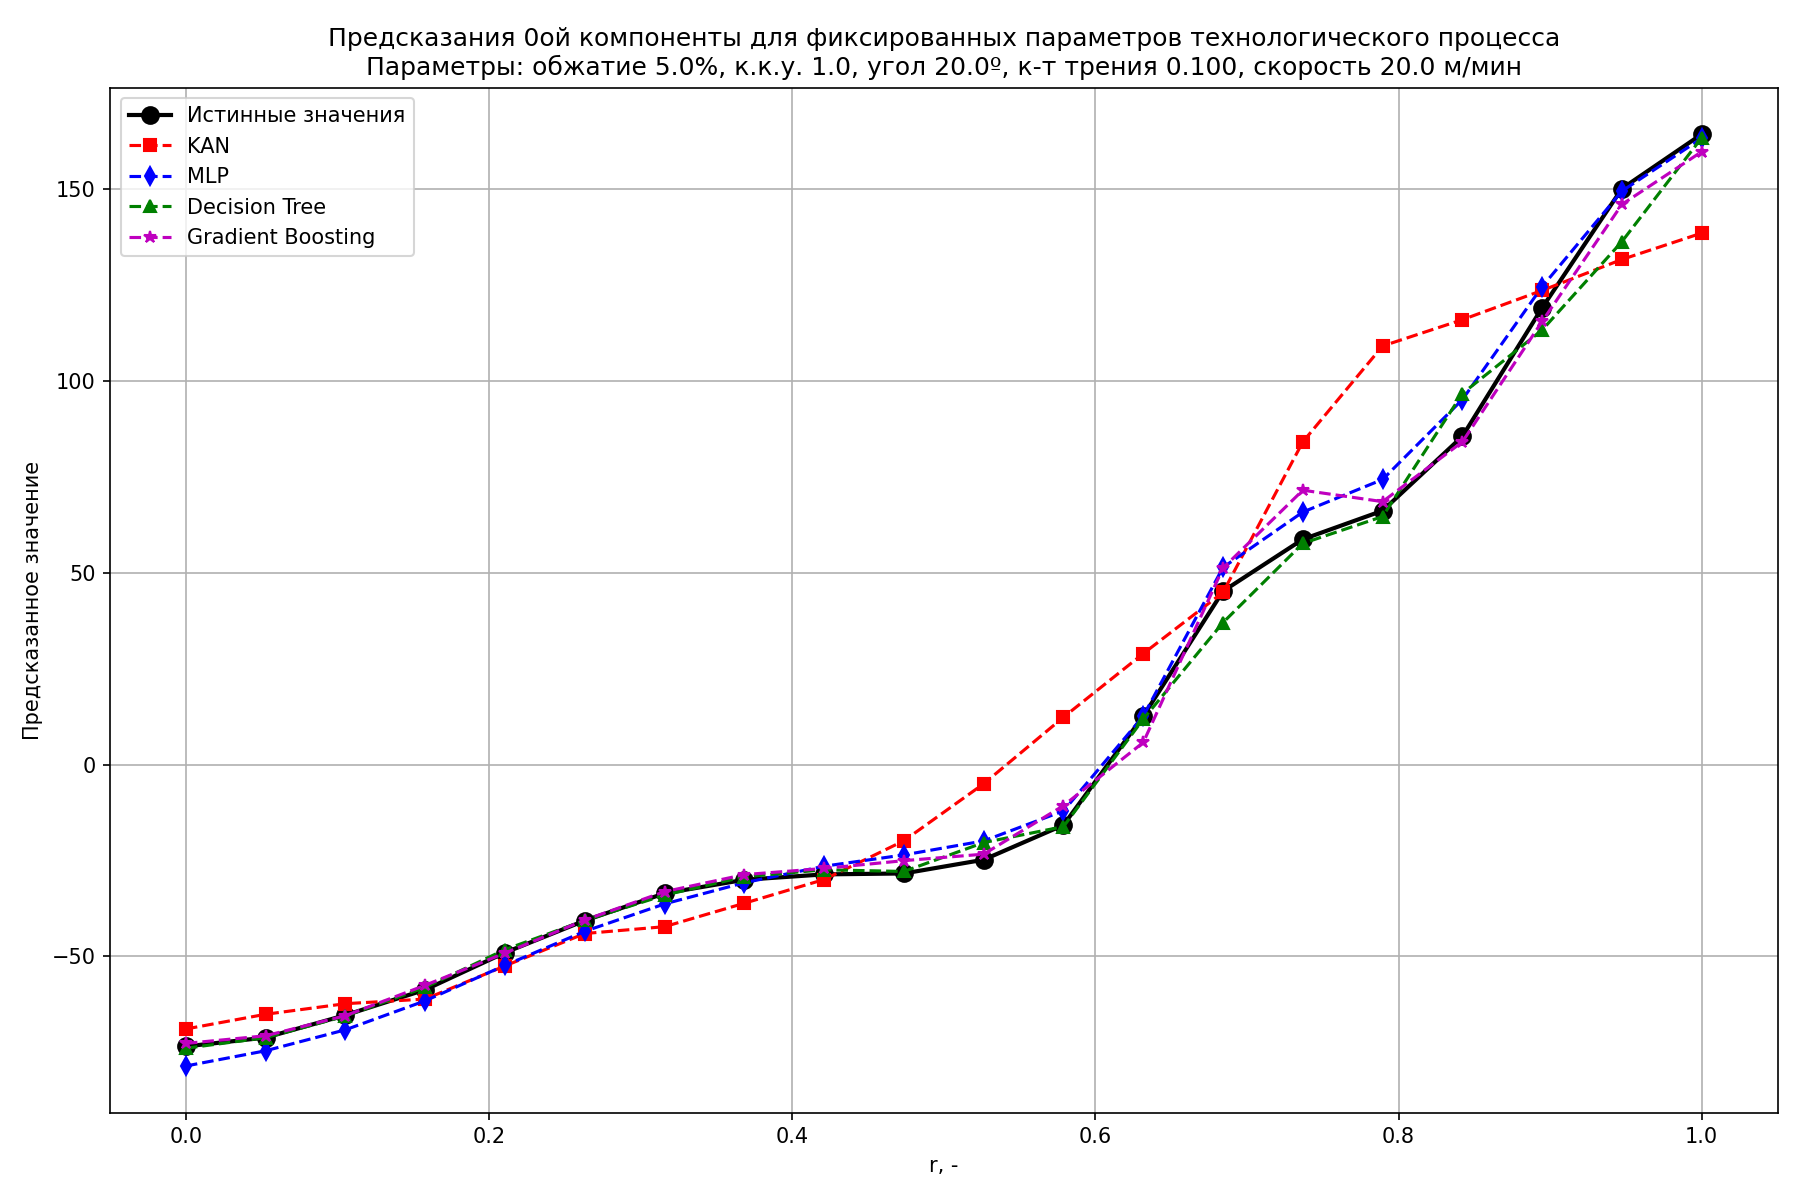 Предсказания 0ой компоненты для фиксированных параметров технологического процесса
Параметры: обжатие 5.0%, к.к.у. 1.0, угол 20.0º, к-т трения 0.100, скорость 20.0 м/мин
Истинные значения
KAN
MLP
Decision Tree
Gradient Boosting
Предсказанное значение
150
100
50
0
−50
0.0
0.2
0.4
0.6
0.8
1.0
r, -